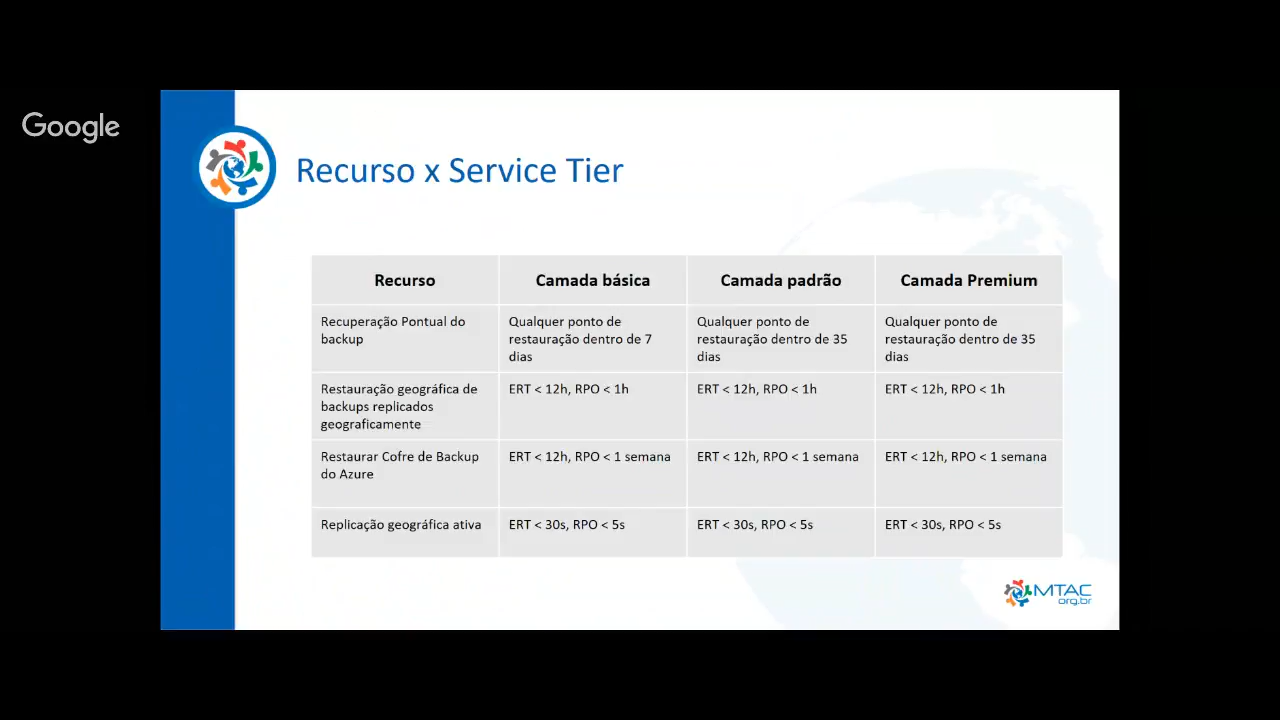 Google
Recurso x Service Tier
Recurso
Camada básica
Camada padrão
Camada Premium
Recuperação Pontual do
backup
Qualquer ponto de
restauração dentro de 7
dias
Qualquer ponto de
restauração dentro de 35
dias
Qualquer ponto de
restauração dentro de 35
dias
Restauração geográfica de
backups replicados
geograficamente
ERT < 12h, RPO < 1h
ERT < 12h, RPO < 1h
ERT < 12h, RPO < 1h
Restaurar Cofre de Backup
do Azure
ERT < 12h, RPO < 1 semana
ERT < 12h, RPO < 1 semana
ERT < 12h, RPO < 1 semana
Replicação geográfica ativa
ERT < 30s, RPO < 5s
ERT < 30s, RPO < 5s
ERT < 30s, RPO < 5s
MTAC
org.br